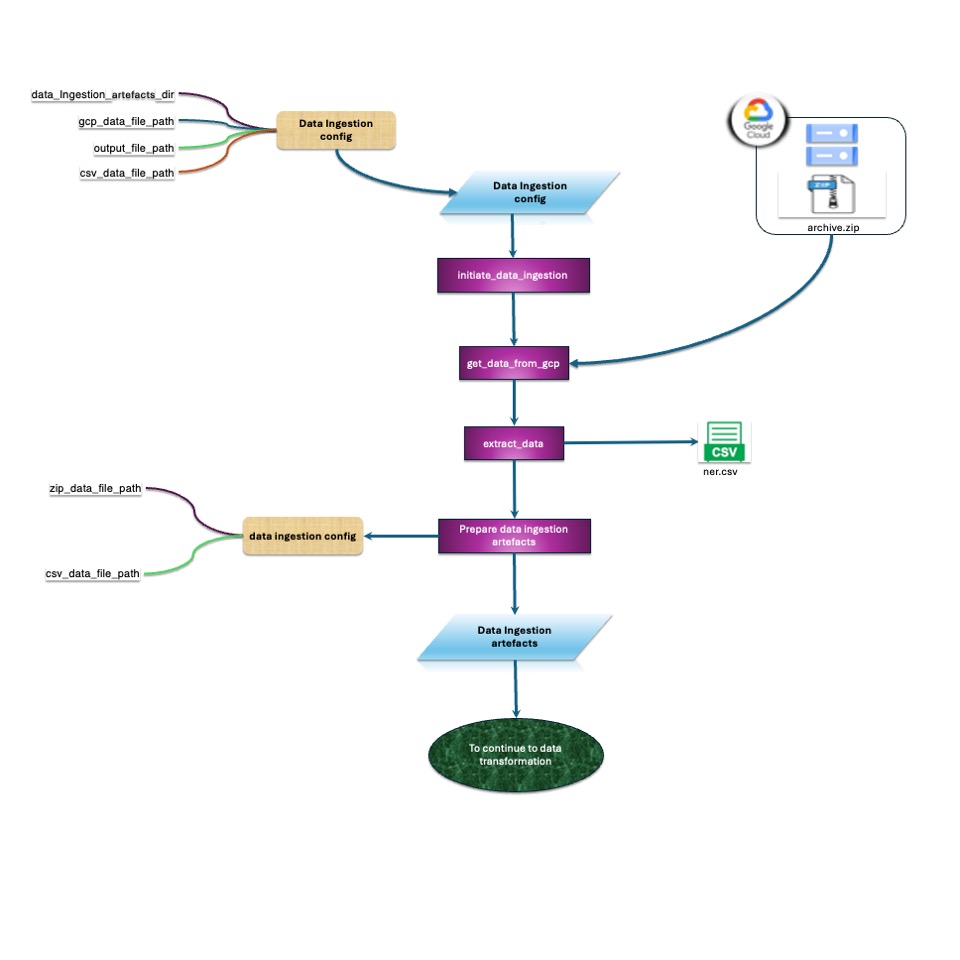 data_Ingestion_artefacts_dir
gcp_data_file_path
output_file_path
csv_data_file_path
Data Ingestion
config
Google
Cloud
ZIP
archive.zip
Data Ingestion
config
initiate_data_ingestion
get_data_from_gcp
extract_data
CSV
ner.csv
zip_data_file_path
csv_data_file_path
data ingestion config
Prepare data ingestion
artefacts
Data Ingestion
artefacts
To continue to data
transformation